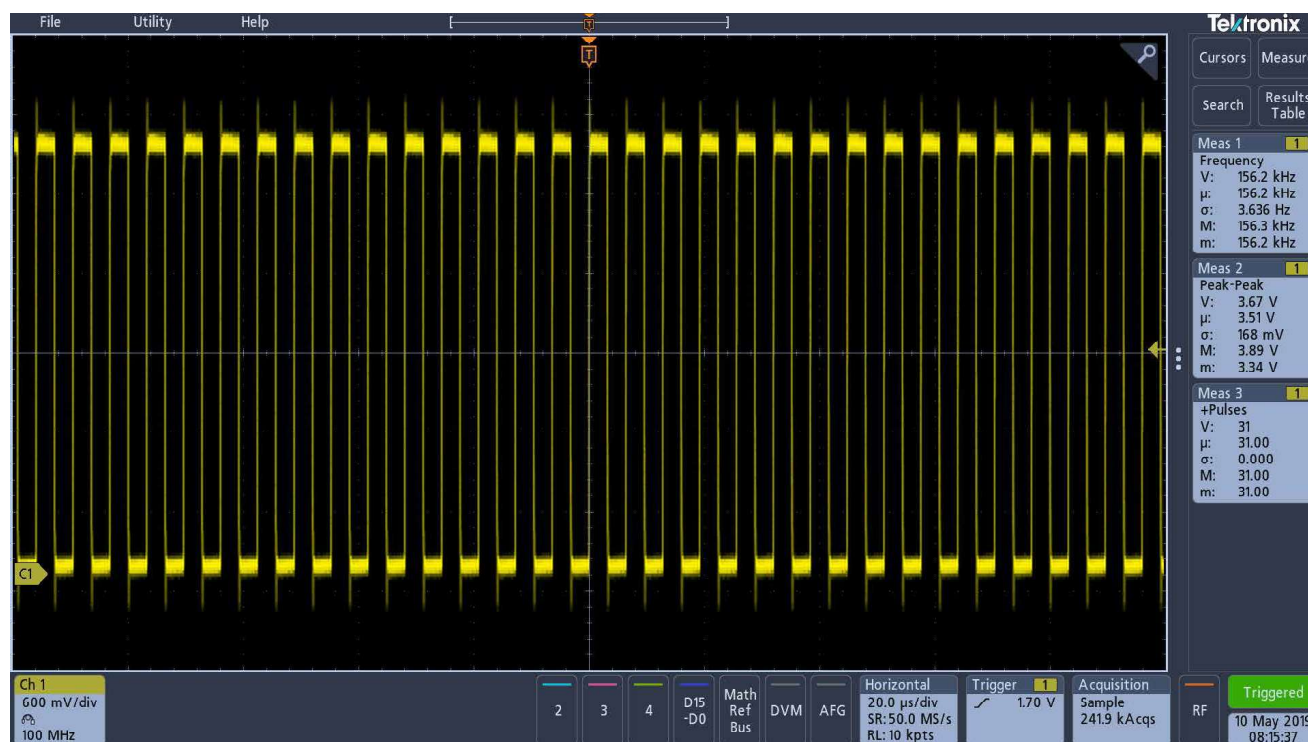 File Utility Help
T
T
Tektronix
Cursors Measur
Search Results
Table
Meas 1 1
Frequency
V: 156.2 kHz
μ: 156.2 kHz
σ: 3.636 Hz
M: 156.3 kHz
m: 156.2 kHz
Meas 2 1
Peak-Peak
V: 3.67 V
μ: 3.51 V
σ: 168 mV
M: 3.89 V
m: 3.34 V
Meas 3 1
+Pulses
V: 31
μ: 31.00
σ: 0.000
M: 31.00
m: 31.00
C1
Ch 1
600 mV/div
100 MHz
2
3
4
D15
-D0
Math
Ref
Bus
DVM
AFG
Horizontal
20.0 μs/div
SR: 50.0 MS/s
RL: 10 kpts
Trigger 1
1.70 V
Acquisition
Sample
241.9 kAcqs
RF
Triggered
10 May 2019
08:15:37